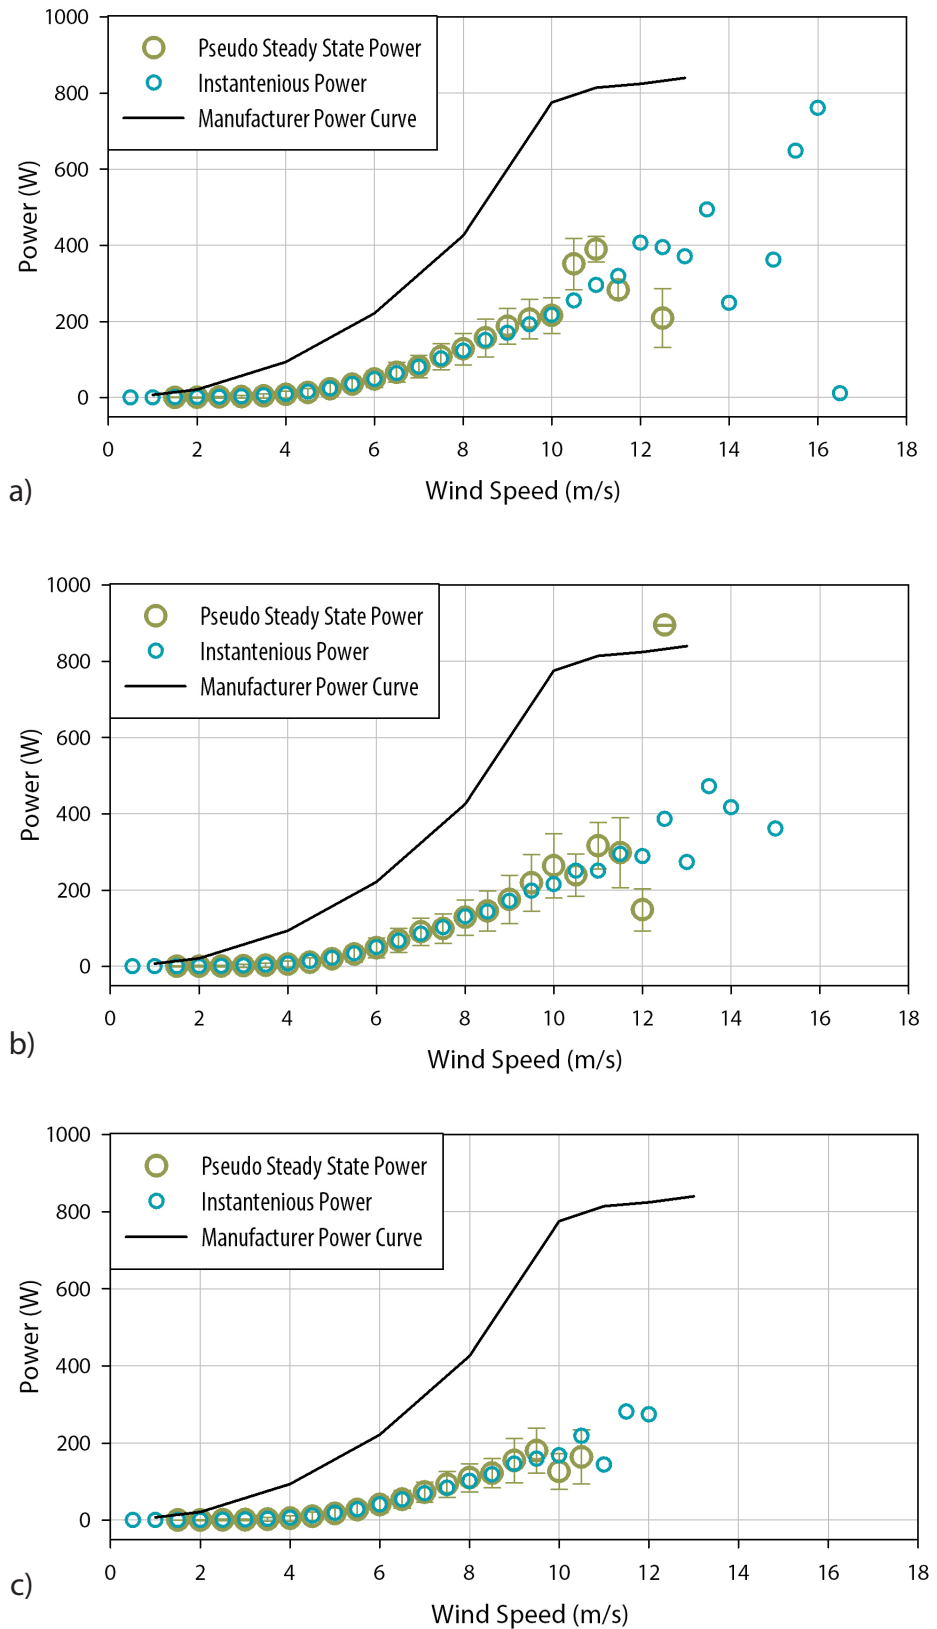 1000
800
600
400
200
0
Power (W)
Pseudo Steady State Power
Instantenious Power
Manufacturer Power Curve
0 2 4 6 8 10 12 14 16 18
Wind Speed (m/s)
a)
1000
800
600
400
200
0
Power (W)
Pseudo Steady State Power
Instantenious Power
Manufacturer Power Curve
0 2 4 6 8 10 12 14 16 18
Wind Speed (m/s)
b)
1000
800
600
400
200
0
Power (W)
Pseudo Steady State Power
Instantenious Power
Manufacturer Power Curve
0 2 4 6 8 10 12 14 16 18
Wind Speed (m/s)
c)